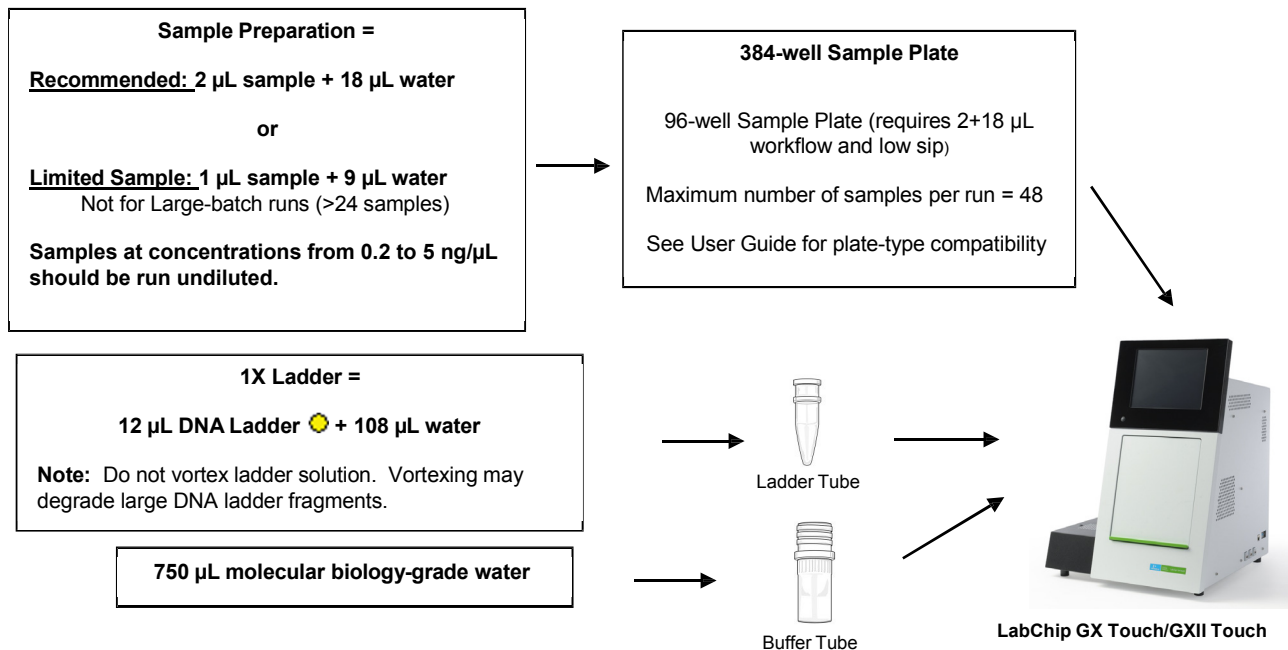 Sample Preparation =
Recommended: 2 µL sample + 18 µL water
or
Limited Sample: 1 µL sample + 9 µL water
Not for Large-batch runs (>24 samples)
Samples at concentrations from 0.2 to 5 ng/µL
should be run undiluted.
384-well Sample Plate
96-well Sample Plate (requires 2+18 µL
workflow and low sip)
Maximum number of samples per run = 48
See User Guide for plate-type compatibility
1X Ladder =
12 µL DNA Ladder + 108 µL water
Note: Do not vortex ladder solution. Vortexing may
degrade large DNA ladder fragments.
Ladder Tube
750 µL molecular biology-grade water
Buffer Tube
LabChip GX Touch/GXII Touch